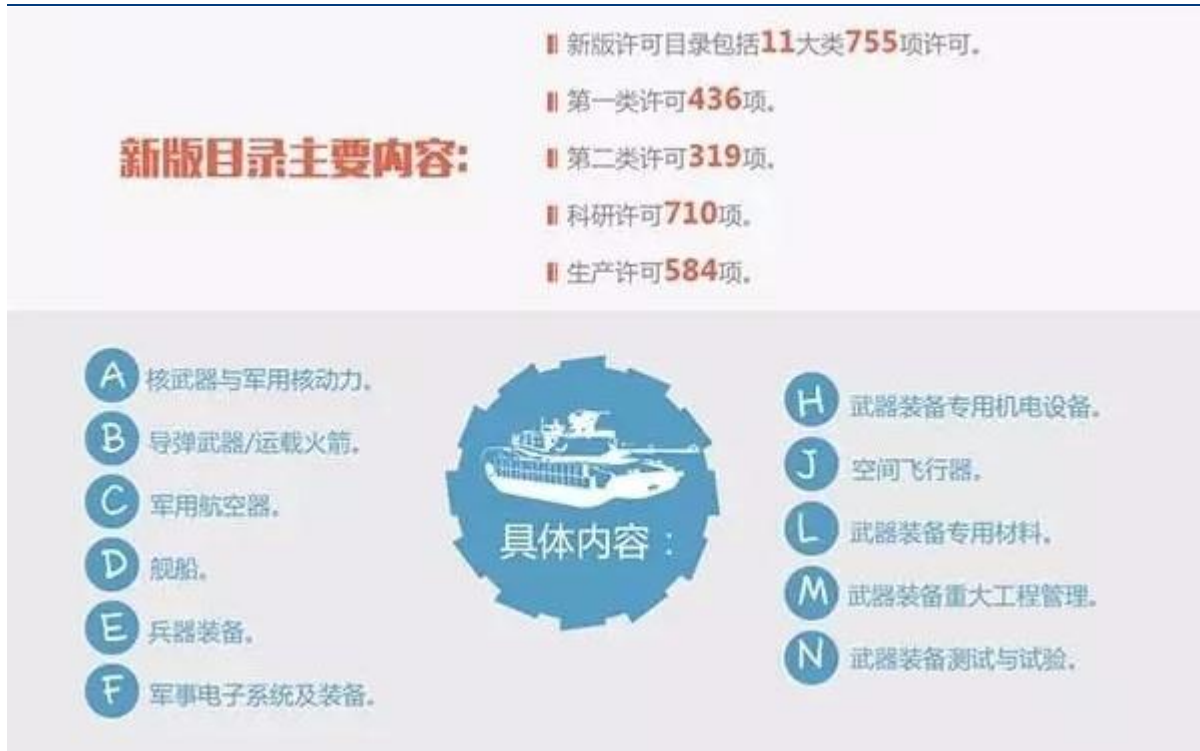 新版目录主要内容:
新版许可目录包括11大类755项许可。
第一类许可436项。
第二类许可319项。
科研许可710项。
生产许可584项。
A 核武器与军用核动力。
B 导弹武器/运载火箭。
C 军用航空器。
D 舰船。
E 兵器装备。
F 军事电子系统及装备。
具体内容：
H 武器装备专用机电设备。
J 空间飞行器。
L 武器装备专用材料。
M 武器装备重大工程管理。
N 武器装备测试与试验。